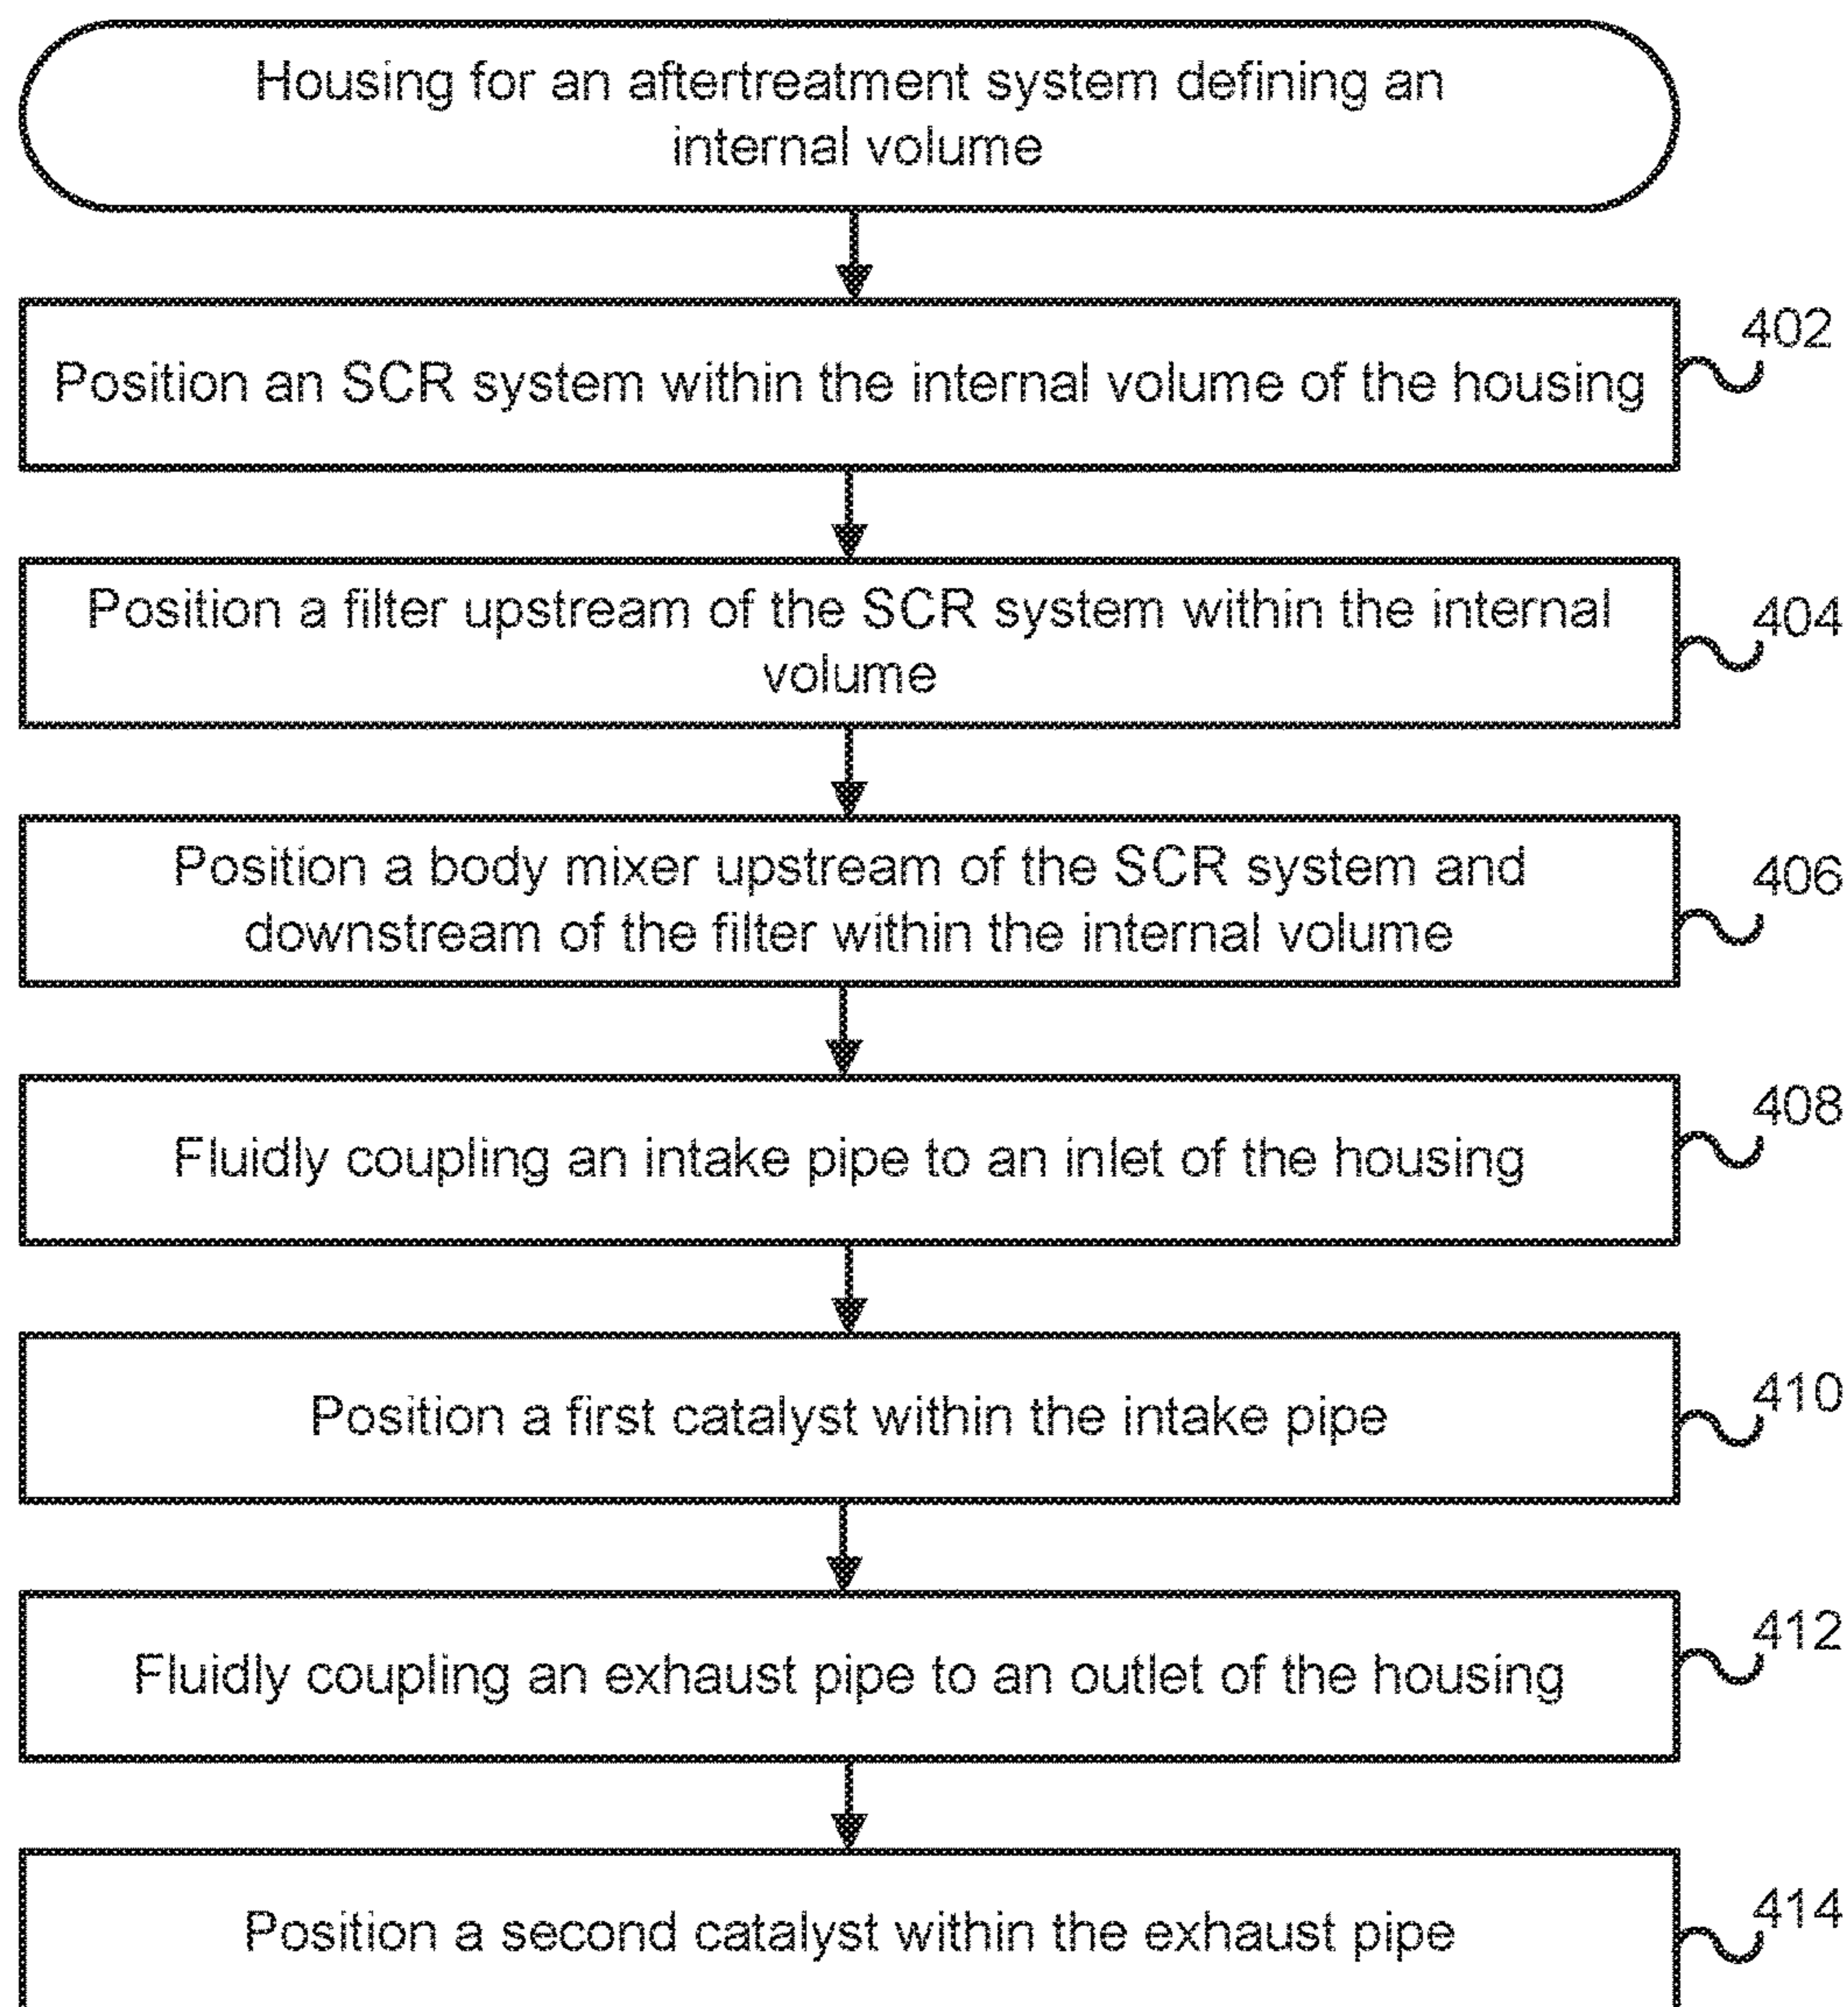 Housing for an aftertreatment system defining an
internal volume
402
Position an SCR system within the internal volume of the housing
Position a filter upstream of the SCR system within the internal
volume
404
Position a body mixer upstream of the SCR system and
downstream of the filter within the internal volume
406
Fluidly coupling an intake pipe to an inlet of the housing
408
Position a first catalyst within the intake pipe
410
Fluidly coupling an exhaust pipe to an outlet of the housing
412
Position a second catalyst within the exhaust pipe
414